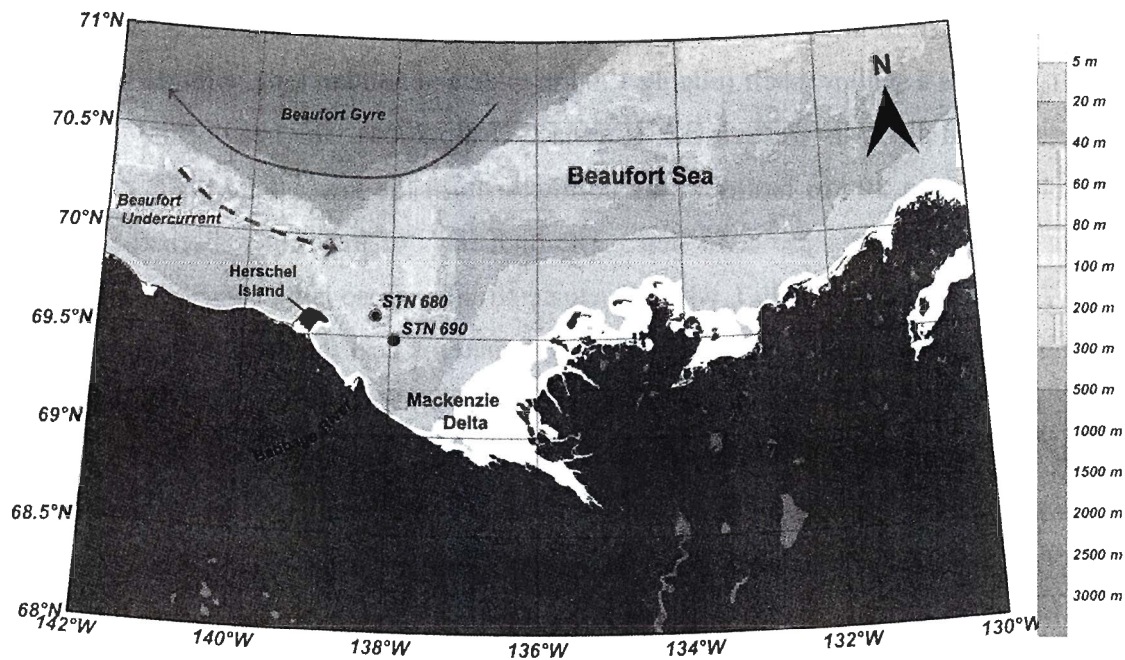 71°N
70.5°N
70°N
69.5°N
69°N
68.5°N
68°N
142°W
140°W
138°W
136°W
134°W
132°W
130°W
Beaufort Gyre
Beaufort Sea
N
Beaufort
Undercurrent
Herschel
Island
STN 680
STN 690
Mackenzie
Delta
Babbage River
5 m
20 m
40 m
60 m
80 m
100 m
200 m
300 m
500 m
1000 m
1500 m
2000 m
2500 m
3000 m